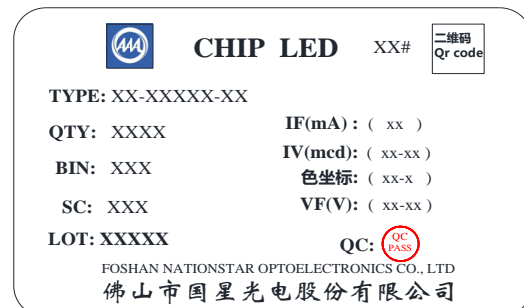 AAA CHIP LED XX# 二维码
Qr code
TYPE: XX-XXXXX-XX
QTY: XXXX IF(mA) : ( xx )
IV(mcd): ( xx-xx )
BIN: XXX 色坐标: ( xx-x )
SC: XXX VF(V): ( xx-xx )
LOT: XXXXX QC: QC
PASS
FOSHAN NATIONSTAR OPTOELECTRONICS CO., LTD
佛山市国星光电股份有限公司